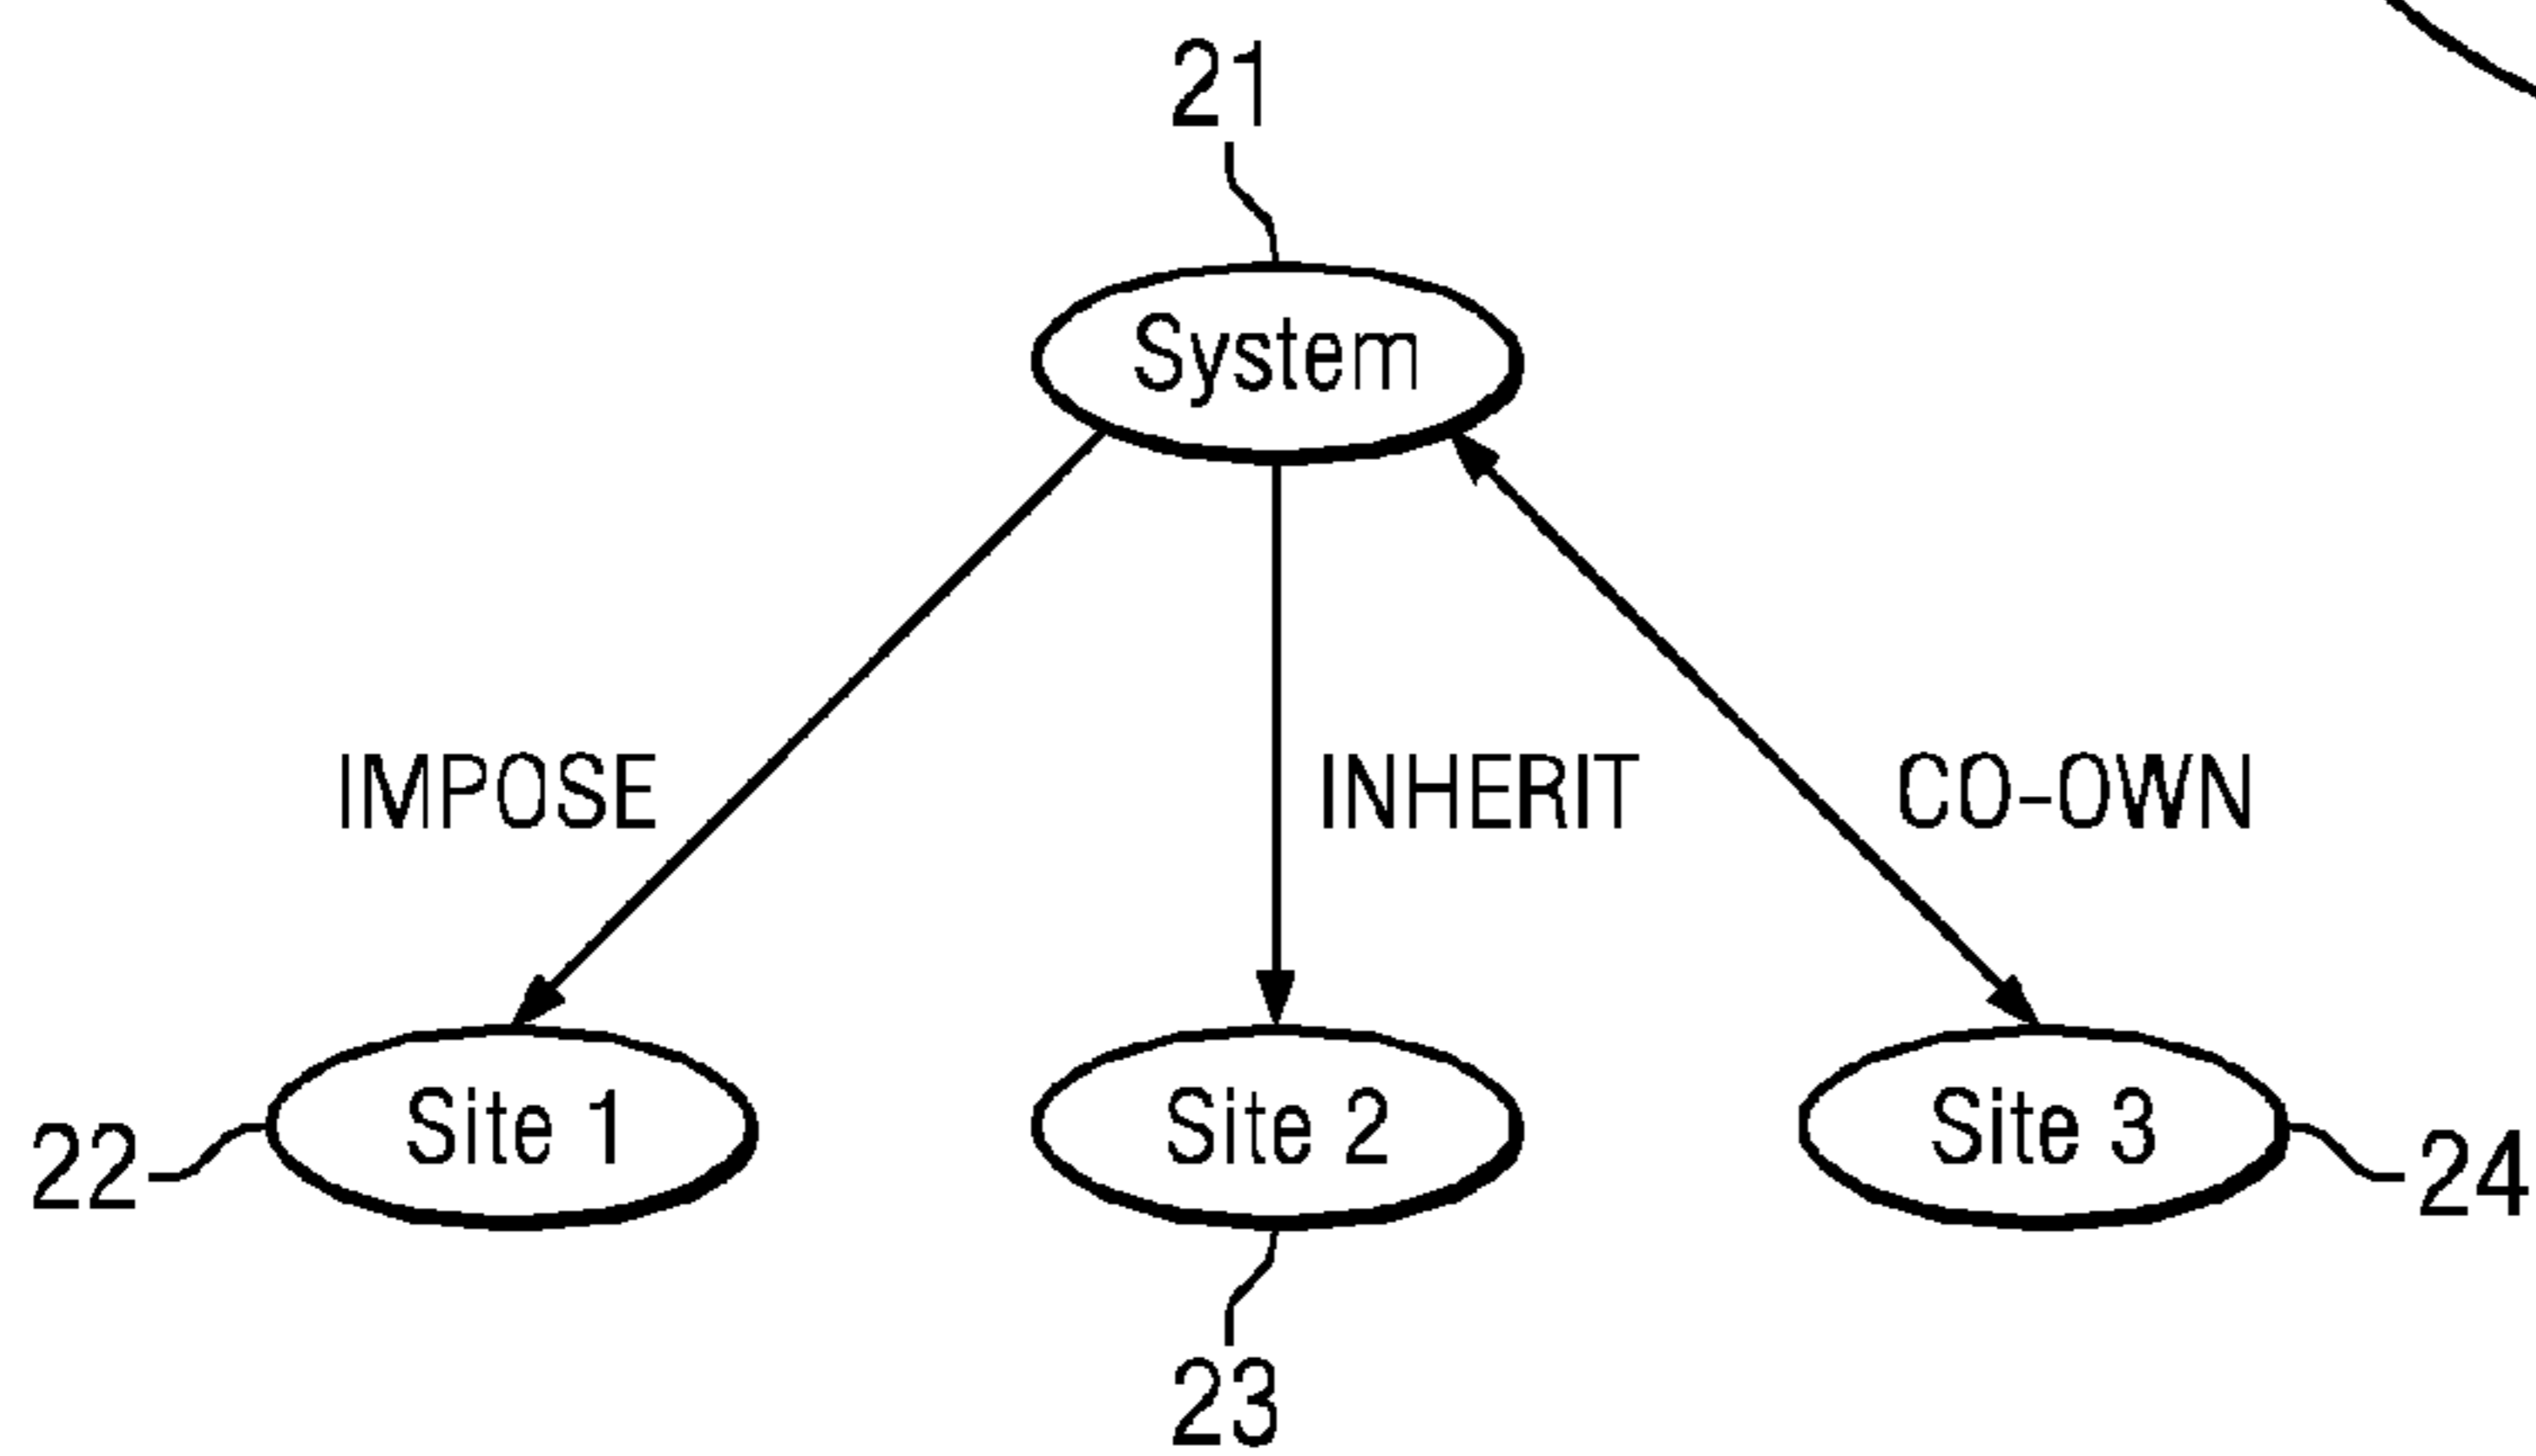 21
System
IMPOSE
INHERIT
CO-OWN
Site 1
Site 2
Site 3
22
24
23